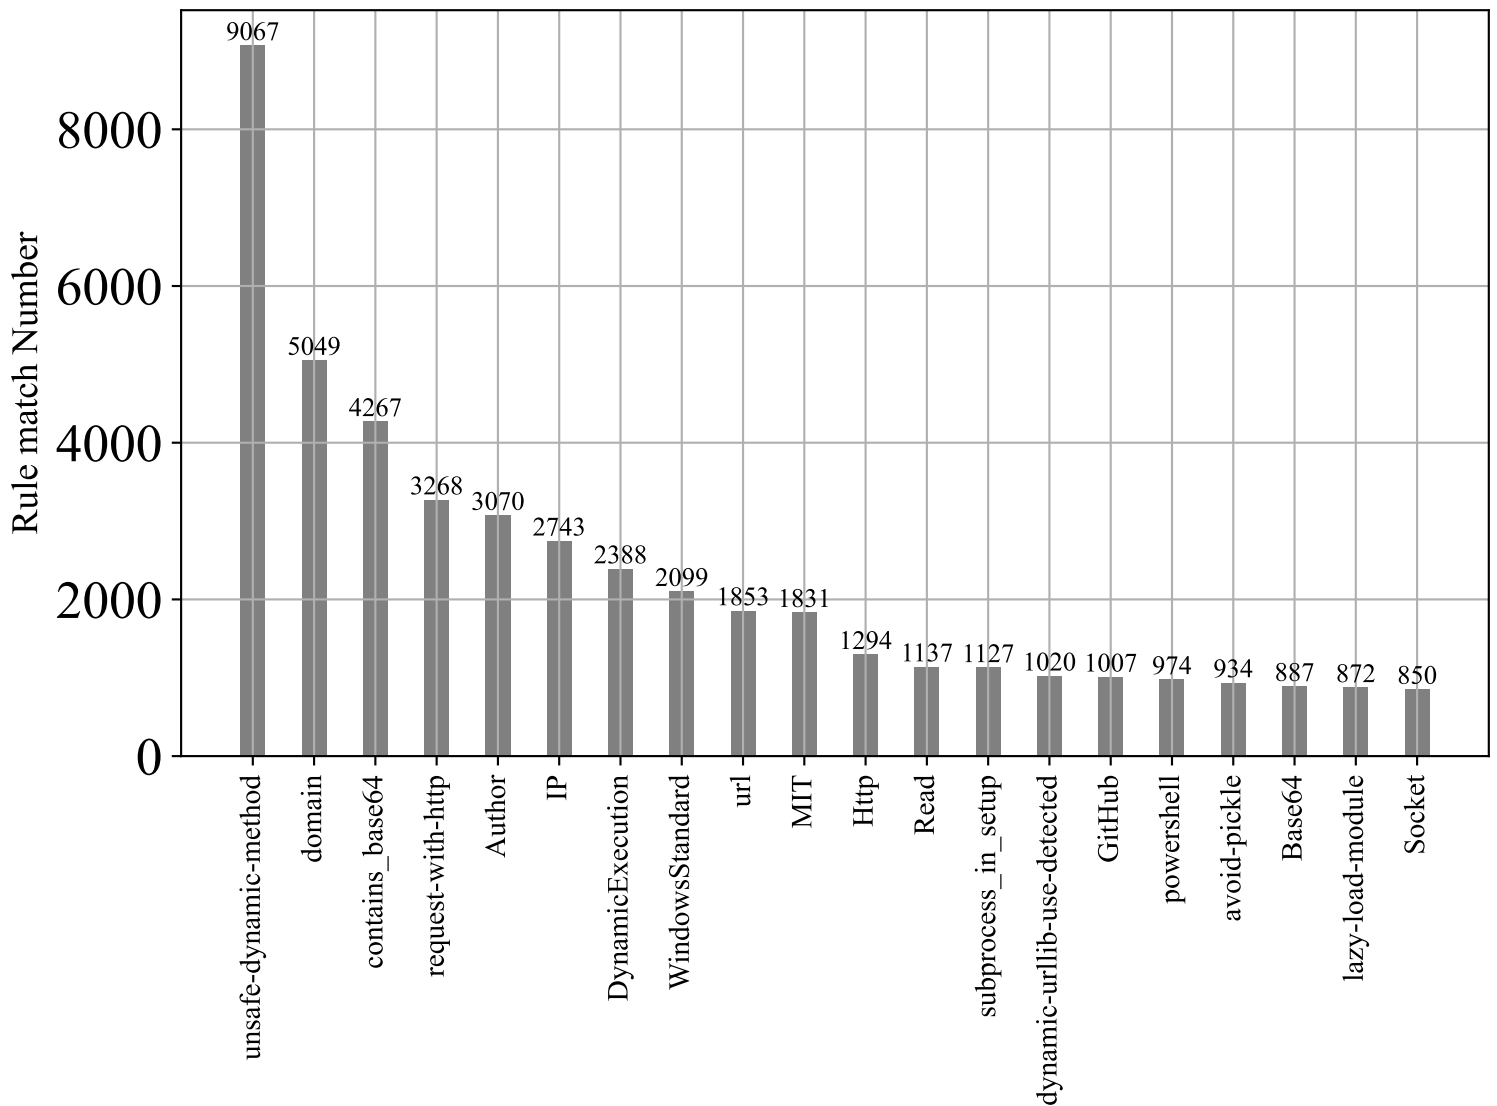 Rule match Number
8000
6000
4000
2000
0
9067
5049
4267
3268
3070
2743
2388
2099
1853
1831
1294
1137
1127
1020
1007
974
934
887
872
850
unsafe-dynamic-method
domain
contains_base64
request-with-http
Author
IP
DynamicExecution
WindowsStandard
url
MIT
Http
Read
subprocess_in_setup
dynamic-urllib-use-detected
GitHub
powershell
avoid-pickle
Base64
lazy-load-module
Socket